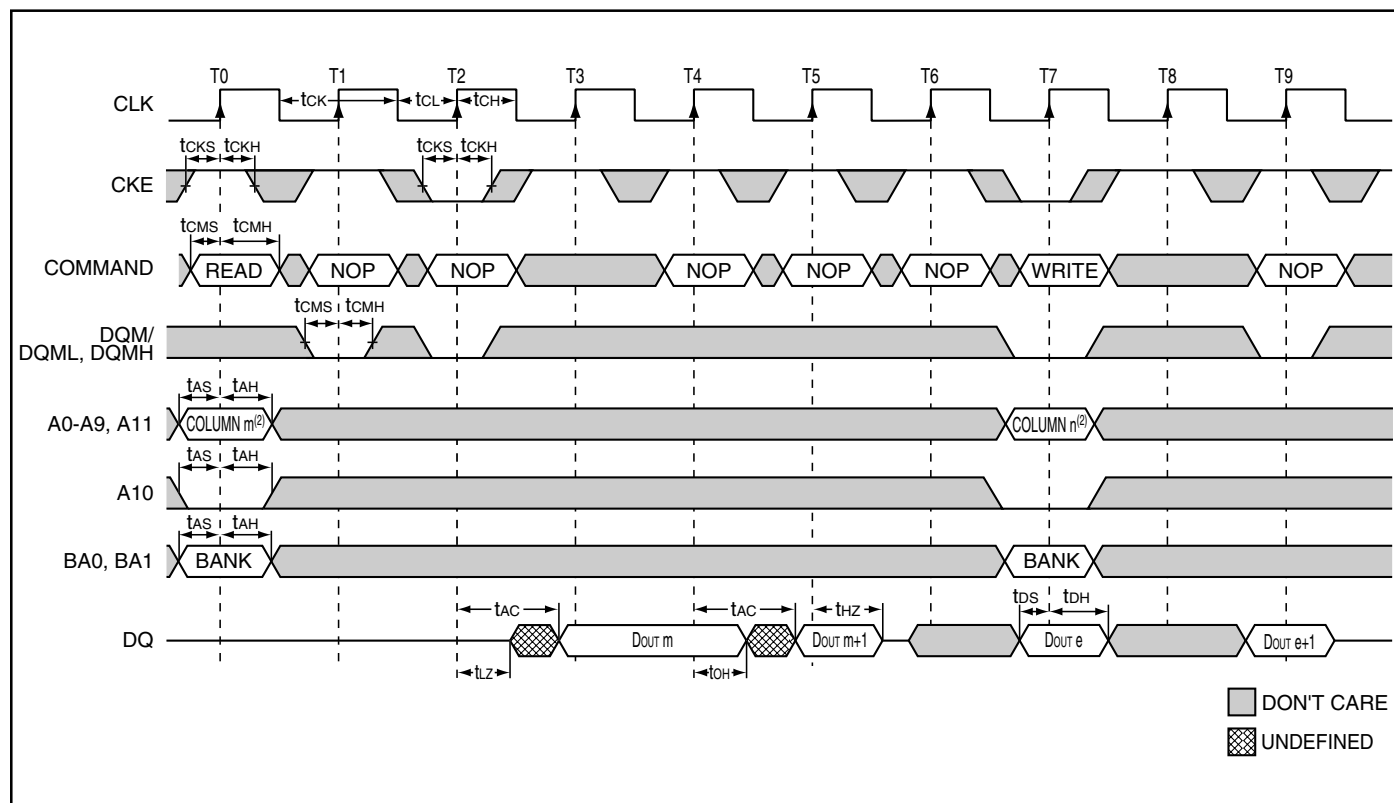 T0 T1 T2 T3 T4 T5 T6 T7 T8 T9
CLK tCK tCL tCH
tCKS tCKH tCKS tCKH
CKE
tCMS tCMH
COMMAND READ NOP NOP NOP NOP NOP WRITE NOP
tCMS tCMH
DQM/
DQML, DQMH
tAS tAH
A0-A9, A11 COLUMN m(2) COLUMN n(2)
tAS tAH
A10
tAS tAH
BA0, BA1 BANK BANK
tAC tAC tHZ tDS tDH
DQ DOUT m DOUT m+1 DOUT e DOUT e+1
tLZ tOH
DON'T CARE
UNDEFINED